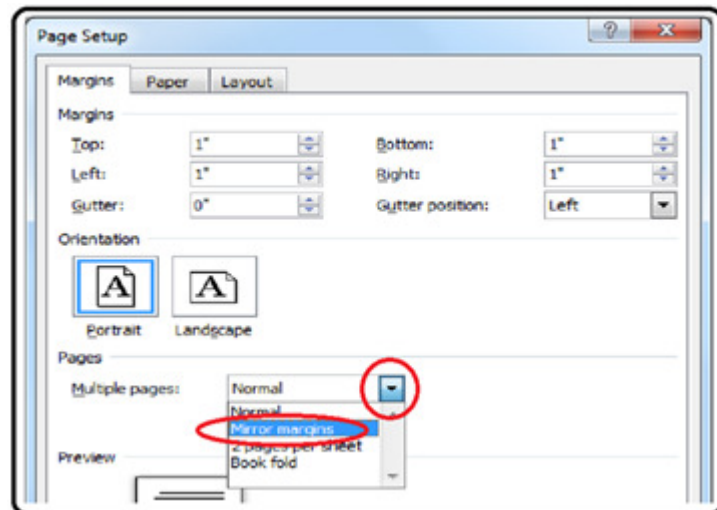 Page Setup
Margins Paper Layout
Margins
Top: 1" Bottom: 1"
Left: 1" Right: 1"
Gutter: 0" Gutter position: Left
Orientation
A A
Portrait Landscape
Pages
Multiple pages: Normal
Normal
Mirror margins
2 pages per sheet
Book fold
Preview